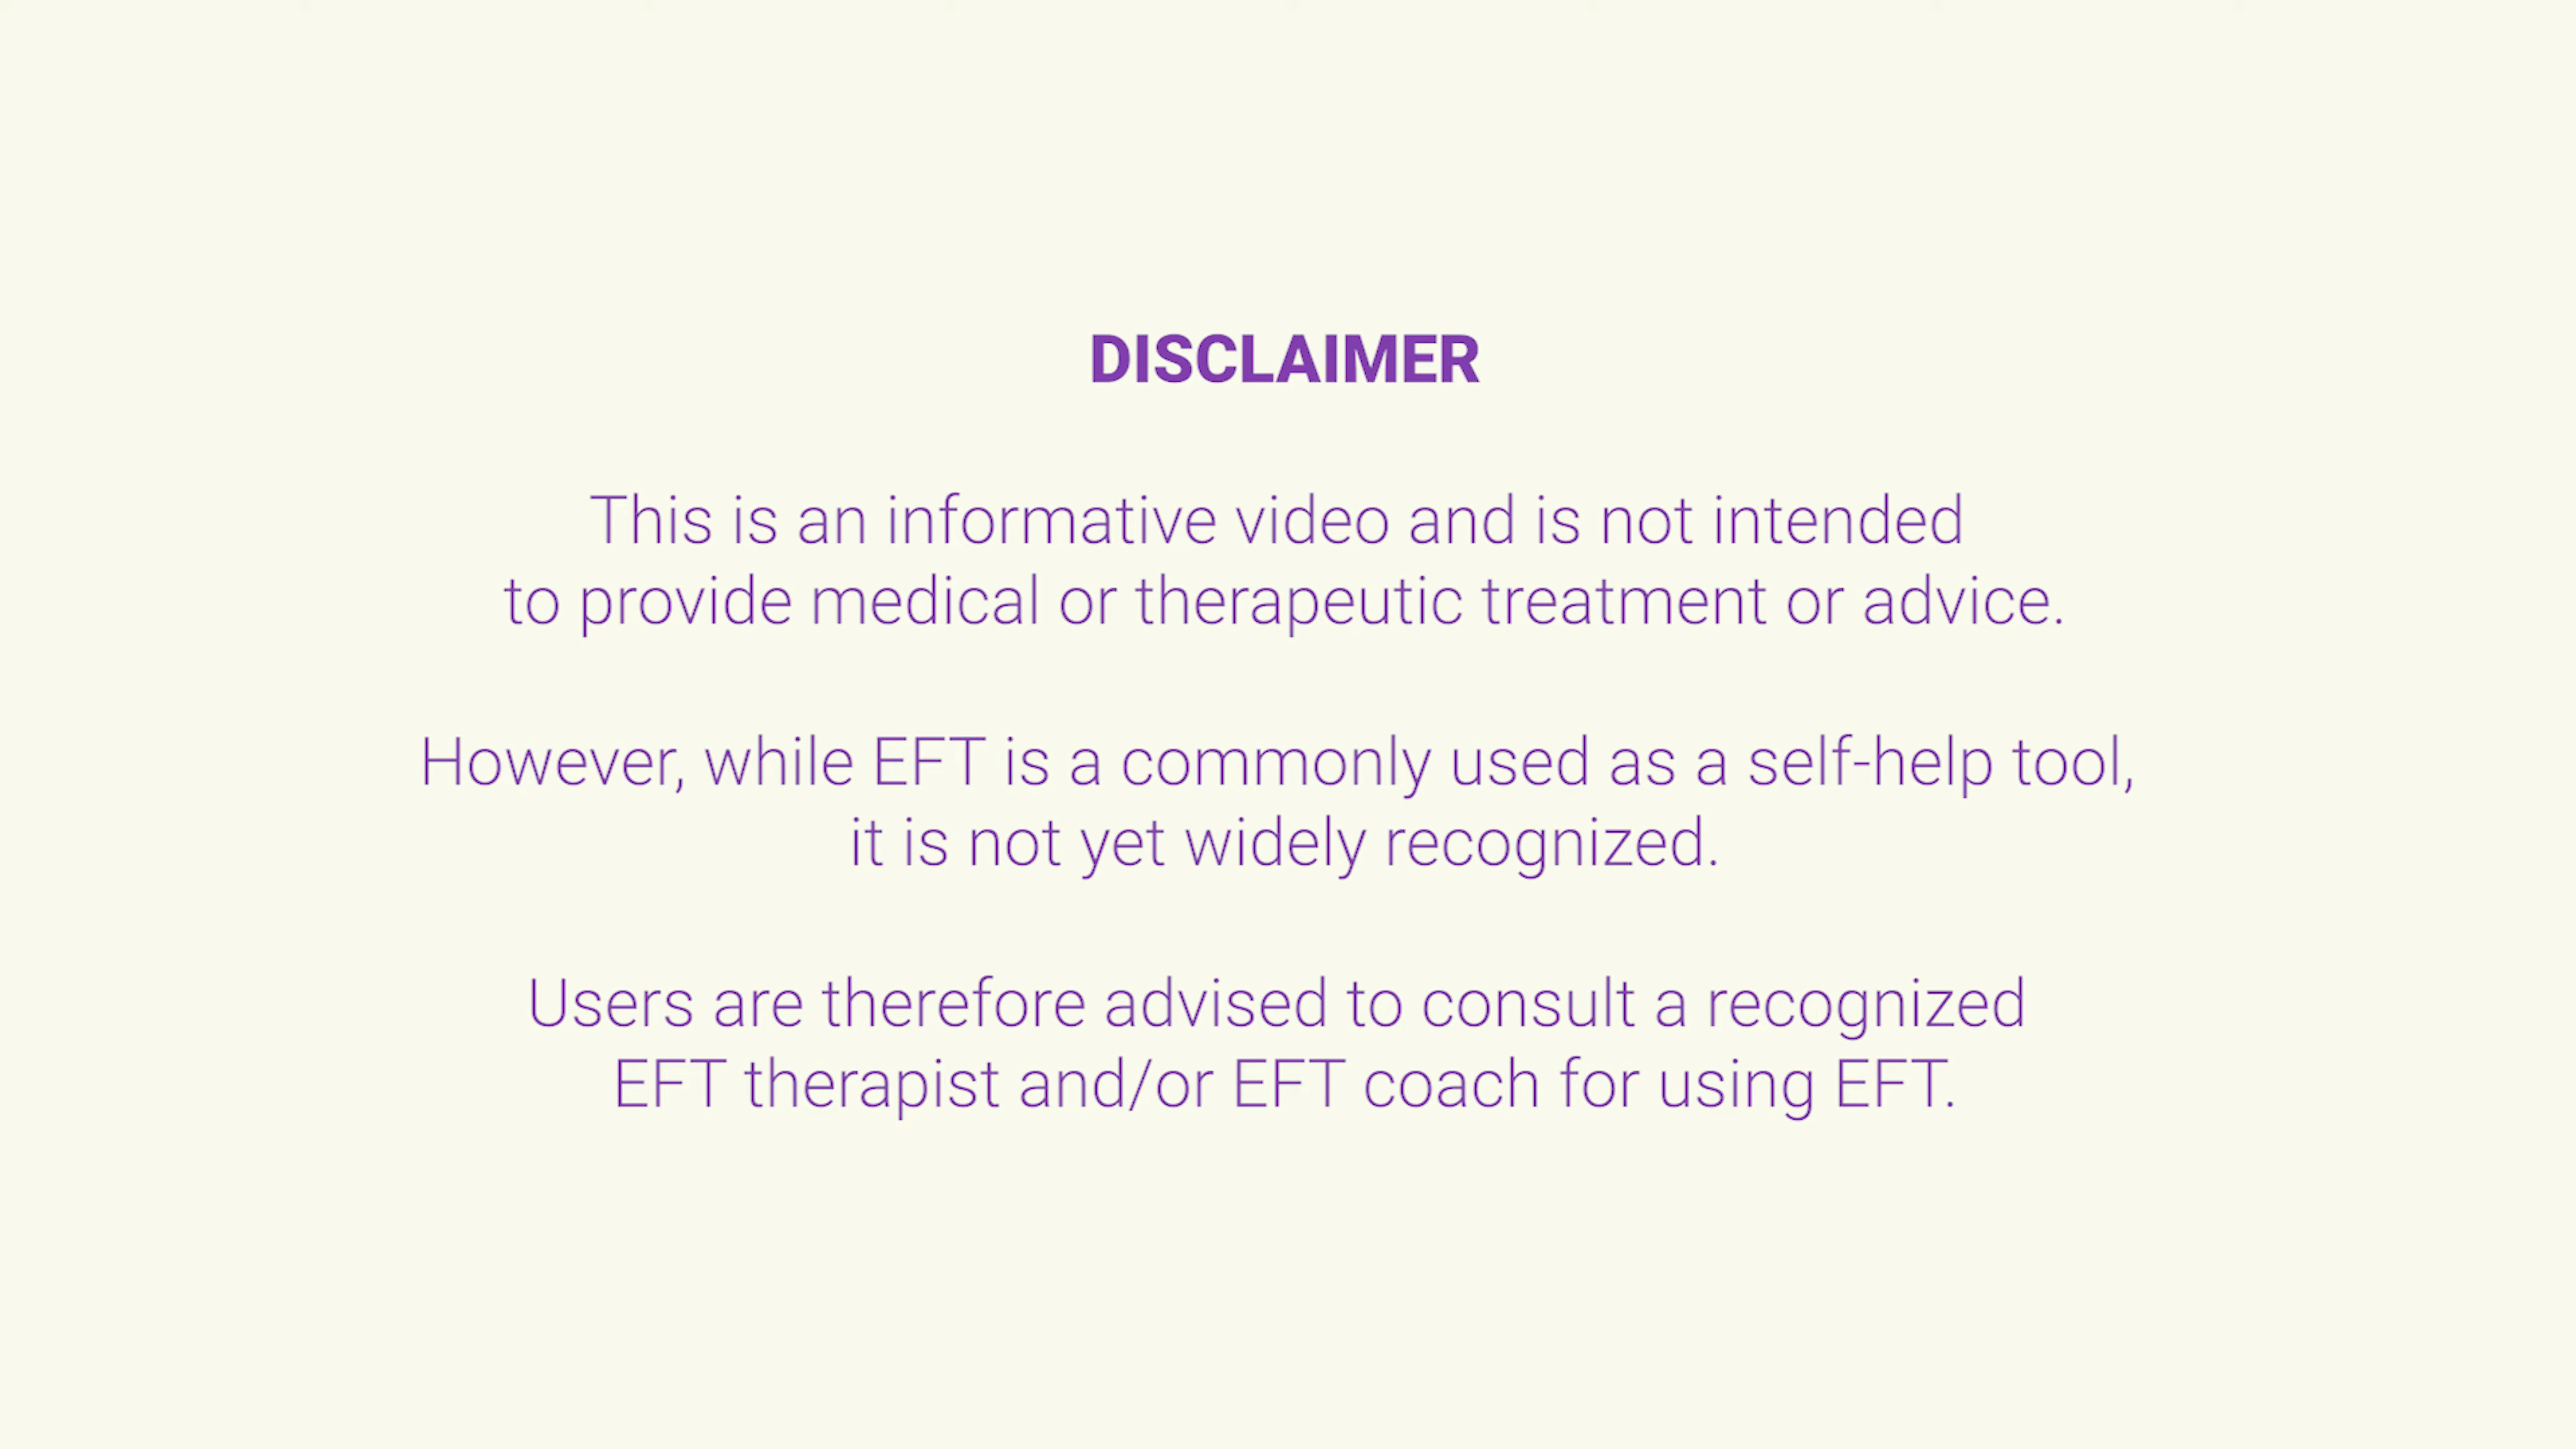 DISCLAIMER
This is an informative video and is not intended
to provide medical or therapeutic treatment or advice.
However, while EFT is a commonly used as a self-help tool,
it is not yet widely recognized.
Users are therefore advised to consult a recognized
EFT therapist and/or EFT coach for using EFT.